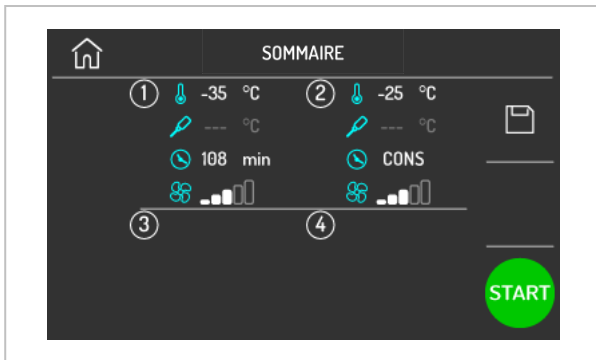 SOMMAIRE
1 -35 °C 2 -25 °C
--- °C --- °C
108 min CONS
3 4
START